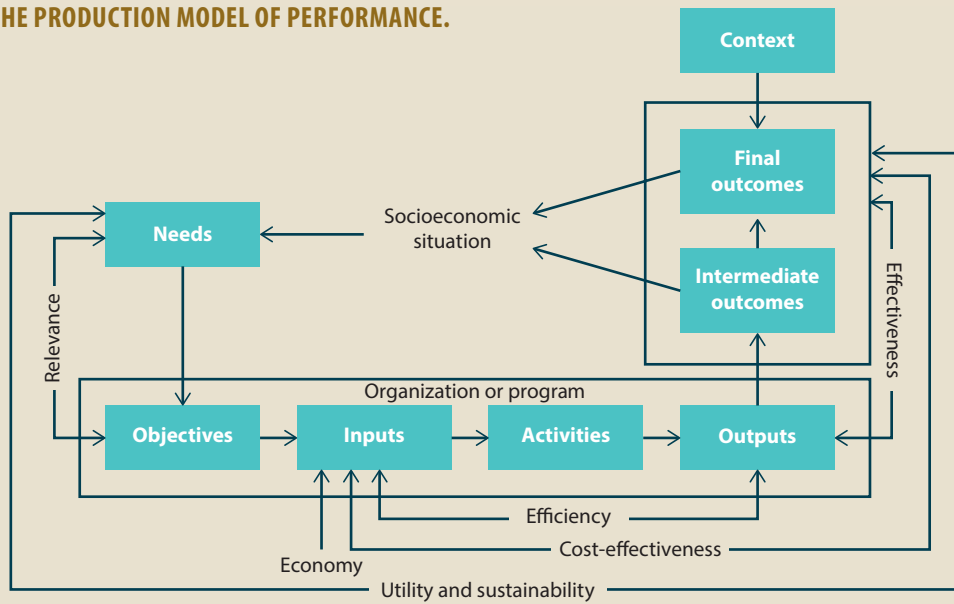 HE PRODUCTION MODEL OF PERFORMANCE.
Context
Final
outcomes
Socioeconomic
situation
Needs
Intermediate
outcomes
Effectiveness
Relevance
Organization or program
Objectives
Inputs
Activities
Outputs
Efficiency
Cost-effectiveness
Economy
Utility and sustainability